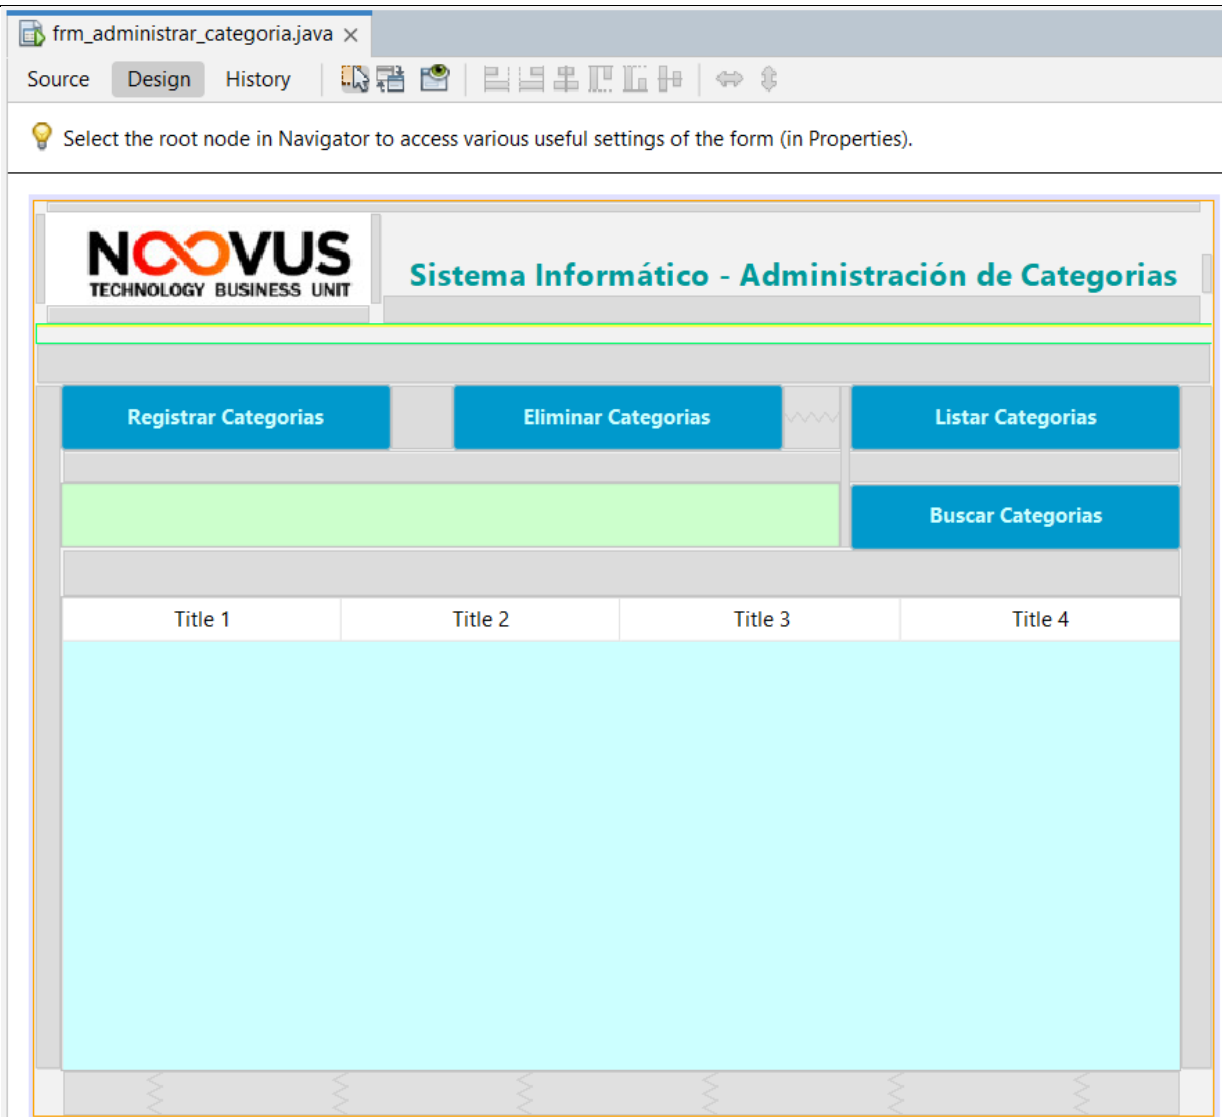 frm_administrar_categoria.java
Source Design History
Select the root node in Navigator to access various useful settings of the form (in Properties).
NOOVUS
TECHNOLOGY BUSINESS UNIT
Sistema Informático - Administración de Categorias
Registrar Categorias Eliminar Categorias Listar Categorias
Buscar Categorias
Title 1 Title 2 Title 3 Title 4